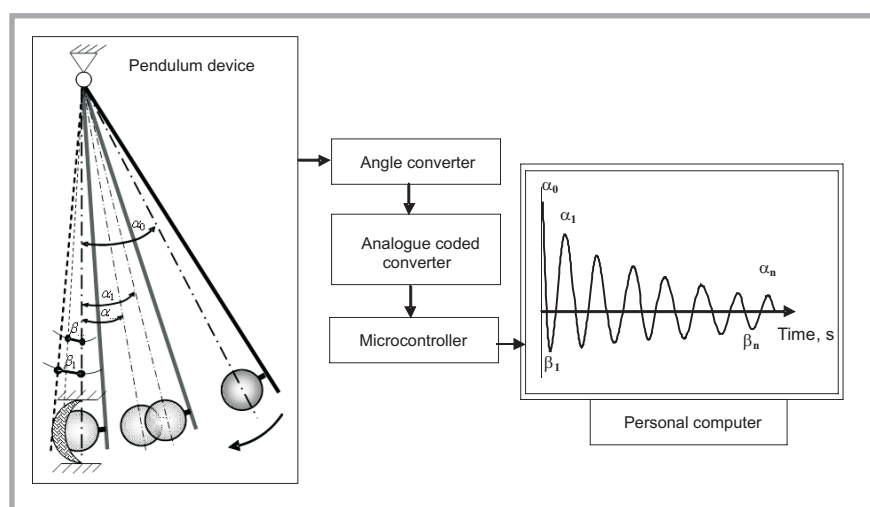 Pendulum device
α₀
α₁
α...
β...
β₁
Angle converter
Analogue coded
converter
Microcontroller
α₀
α₁
αₙ
Time, s
β₁
βₙ
Personal computer